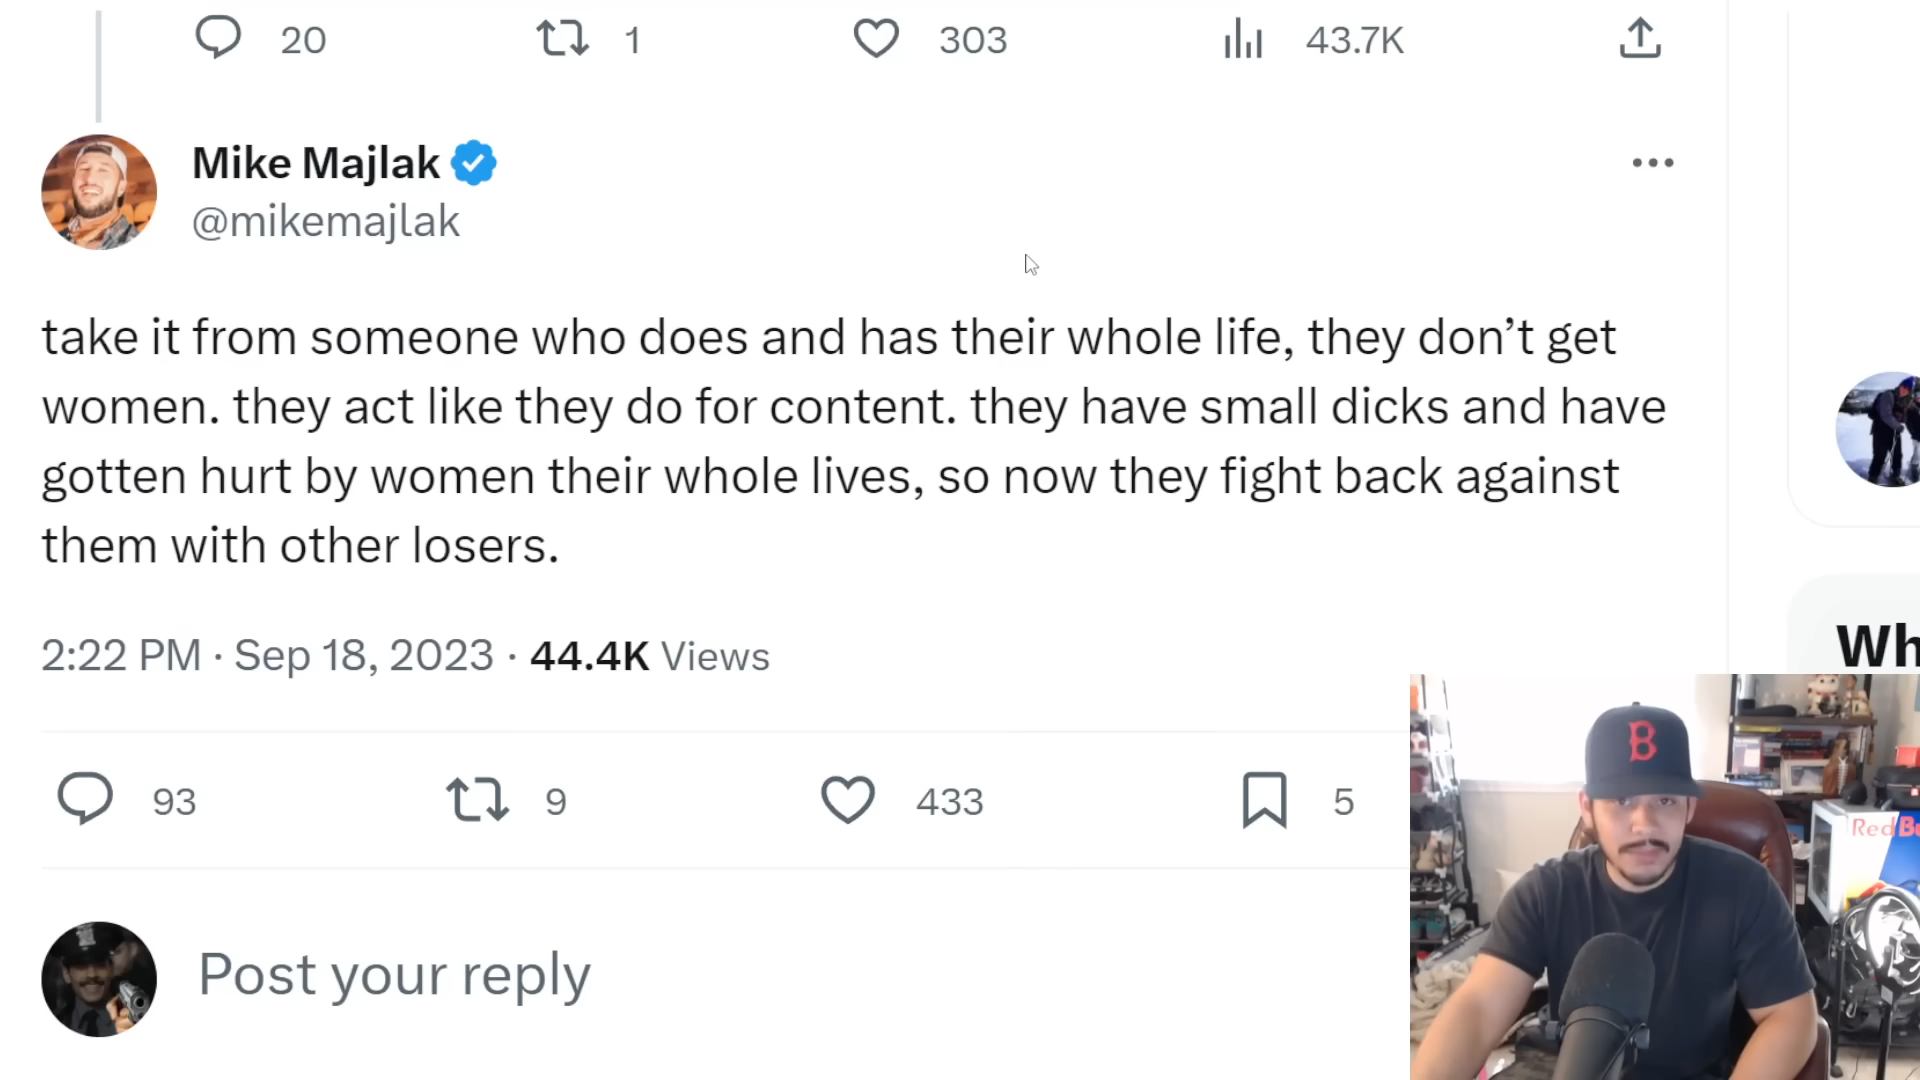 20 1 303 43.7K
Mike Majlak
@mikemajlak
take it from someone who does and has their whole life, they don’t get
women. they act like they do for content. they have small dicks and have
gotten hurt by women their whole lives, so now they fight back against
them with other losers.
2:22 PM · Sep 18, 2023 · 44.4K Views
Wh
93 9 433 5
B
Red Bu
Post your reply